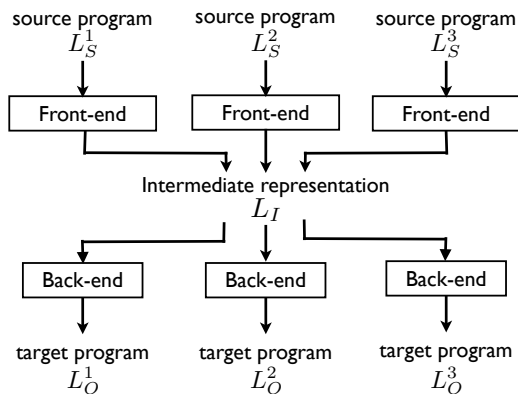 source program source program source program
L_S^1 L_S^2 L_S^3
Front-end Front-end Front-end
Intermediate representation
L_I
Back-end Back-end Back-end
target program target program target program
L_O^1 L_O^2 L_O^3